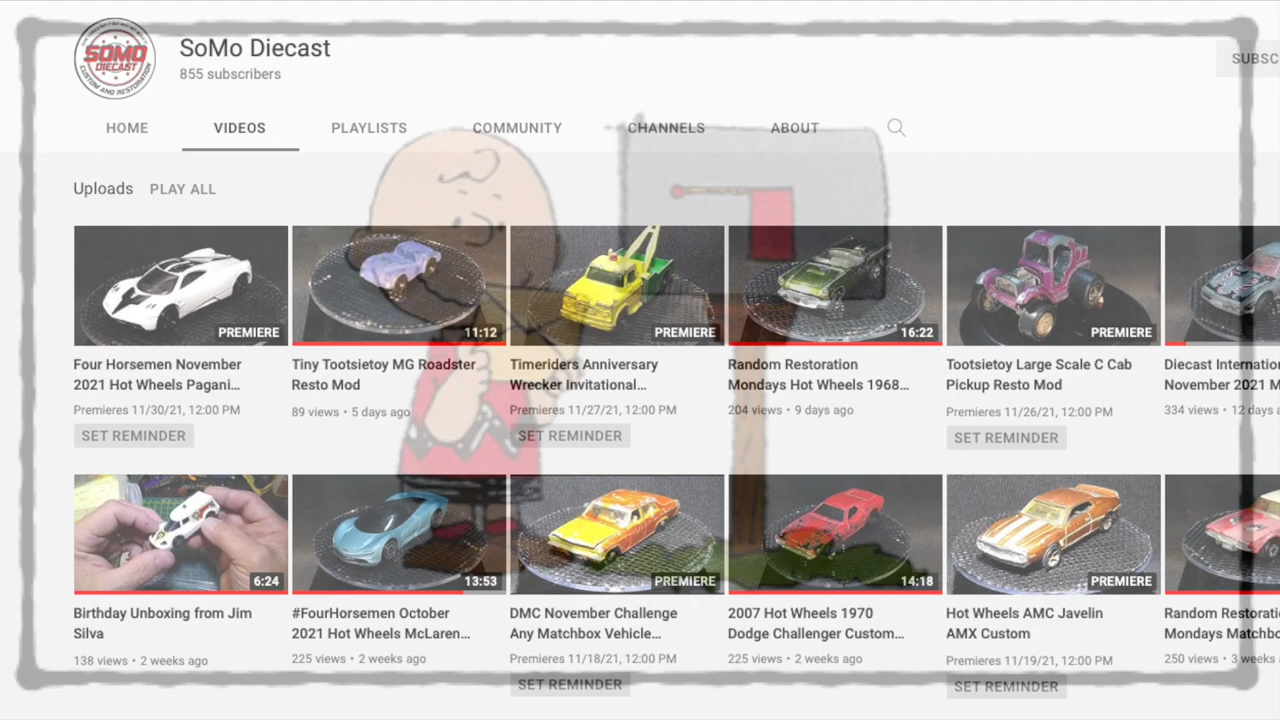 SOMO
DIECAST
CUSTOM AND RESTORATION
SoMo Diecast
855 subscribers
SUBSC
HOME VIDEOS PLAYLISTS COMMUNITY CHANNELS ABOUT
Uploads PLAY ALL
PREMIERE 11:12 PREMIERE 16:22 PREMIERE
Four Horsemen November
2021 Hot Wheels Pagani...
Premieres 11/30/21, 12:00 PM
SET REMINDER
Tiny Tootsietoy MG Roadster
Resto Mod
89 views • 5 days ago
Timeriders Anniversary
Wrecker Invitational...
Premieres 11/27/21, 12:00 PM
SET REMINDER
Random Restoration
Mondays Hot Wheels 1968...
204 views • 9 days ago
Tootsietoy Large Scale C Cab
Pickup Resto Mod
Premieres 11/26/21, 12:00 PM
SET REMINDER
Diecast Internatio
November 2021 M
334 views • 12 days
6:24 13:53 PREMIERE 14:18 PREMIERE
Birthday Unboxing from Jim
Silva
138 views • 2 weeks ago
#FourHorsemen October
2021 Hot Wheels McLaren...
225 views • 2 weeks ago
DMC November Challenge
Any Matchbox Vehicle...
Premieres 11/18/21, 12:00 PM
SET REMINDER
2007 Hot Wheels 1970
Dodge Challenger Custom...
225 views • 2 weeks ago
Hot Wheels AMC Javelin
AMX Custom
Premieres 11/19/21, 12:00 PM
SET REMINDER
Random Restorati
Mondays Matchbo
250 views • 3 weeks